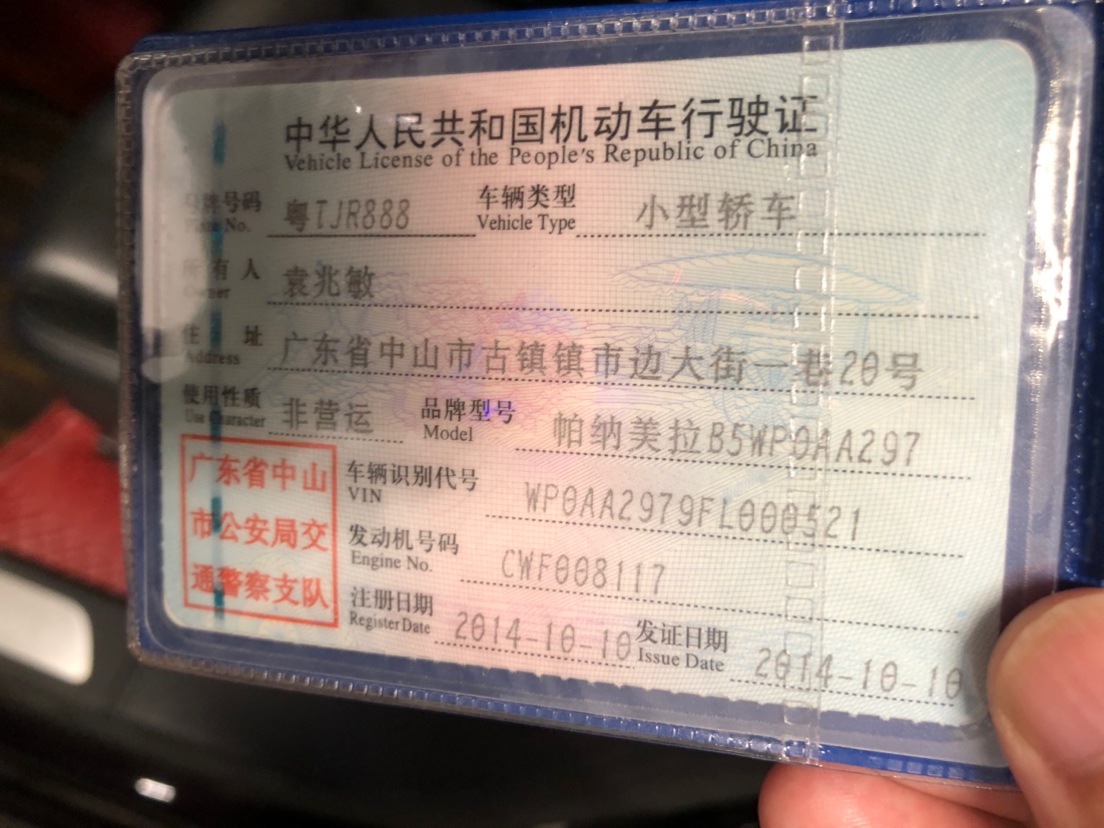 中华人民共和国机动车行驶证
Vehicle License of the People's Republic of China
号牌号码 粤TJR888 车辆类型 小型轿车
Plate No. Vehicle Type
所有人 袁兆敏
Owner
住址 广东省中山市古镇镇市边大街一巷20号
Address
使用性质 非营运 品牌型号 帕纳美拉B5WP0AA297
Use Character Model
广东省中山
市公安局交
通警察支队
车辆识别代号 WP0AA2979FL000521
VIN
发动机号码 CWF008117
Engine No.
注册日期 2014-10-10 发证日期 2014-10-10
Register Date Issue Date